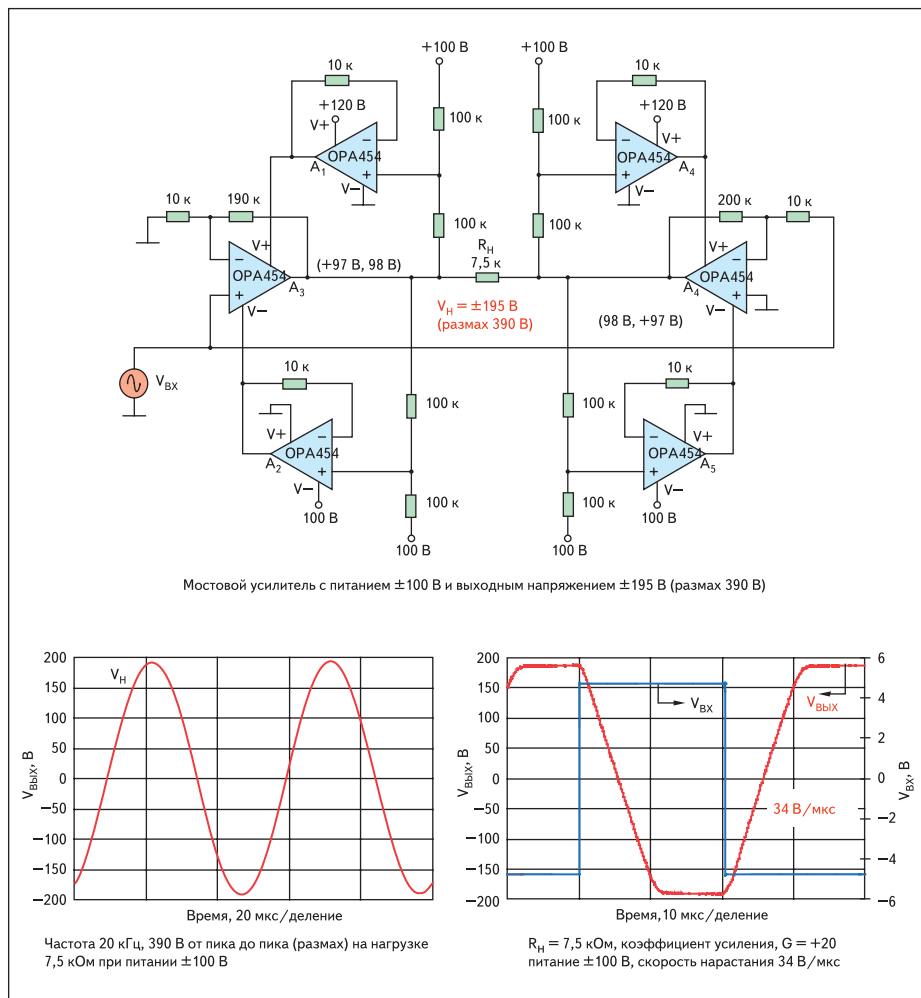 +100 В
+100 В
10 к
10 к
+120 В
+120 В
V+
V+
100 к
100 к
OPA454
OPA454
A1
A4
V−
V−
10 к
190 к
100 к
100 к
200 к
10 к
RН
7,5 к
V+
V+
OPA454
(+97 В, 98 В)
OPA454
A3
A4
V−
VН = ±195 В
(размах 390 В)
(98 В, +97 В)
V−
VВХ
10 к
10 к
100 к
100 к
V+
V+
OPA454
OPA454
A2
A5
V−
V−
100 к
100 к
100 В
100 В
100 В
100 В
Мостовой усилитель с питанием ±100 В и выходным напряжением ±195 В (размах 390 В)
200
150
100
50
0
−50
−100
−150
−200
VВЫХ, В
VН
Время, 20 мкс/деление
Частота 20 кГц, 390 В от пика до пика (размах) на нагрузке
7,5 кОм при питании ±100 В
200
150
100
50
0
−50
−100
−150
−200
VВЫХ, В
VВХ
VВЫХ
34 В/мкс
6
4
2
0
−2
−4
−6
VВХ, В
Время,10 мкс/деление
RН = 7,5 кОм, коэффициент усиления, G = +20
питание ±100 В, скорость нарастания 34 В/мкс